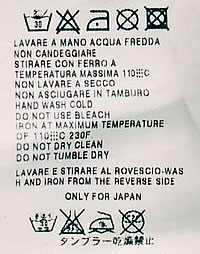 30
LAVARE A MANO ACQUA FREDDA
NON CANDEGGIARE
STIRARE CON FERRO A
TEMPERATURA MASSIMA 110▒C
NON LAVARE A SECCO
NON ASCIUGARE IN TAMBURO
HAND WASH COLD
DO NOT USE BLEACH
IRON AT MAXIMUM TEMPERATURE
OF 110▒C 230F.
DO NOT DRY CLEAN
DO NOT TUMBLE DRY
LAVARE E STIRARE AL ROVESCIO-WAS
H AND IRON FROM THE REVERSE SIDE
ONLY FOR JAPAN
タンブラー乾燥禁止